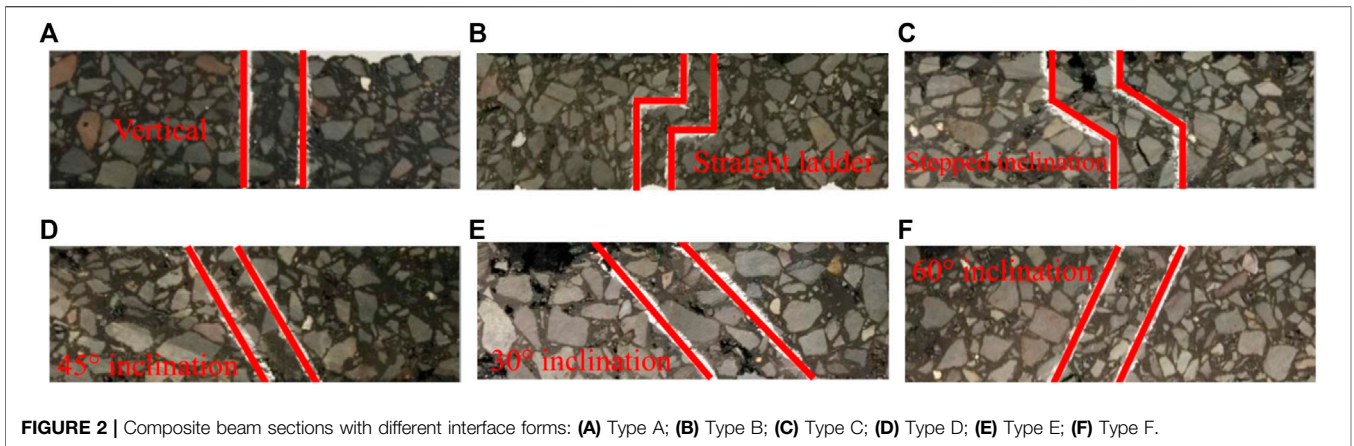 A
B
C
Vertical
Straight ladder
Stepped inclination
D
E
F
45° inclination
30° inclination
60° inclination
FIGURE 2 | Composite beam sections with different interface forms: (A) Type A; (B) Type B; (C) Type C; (D) Type D; (E) Type E; (F) Type F.